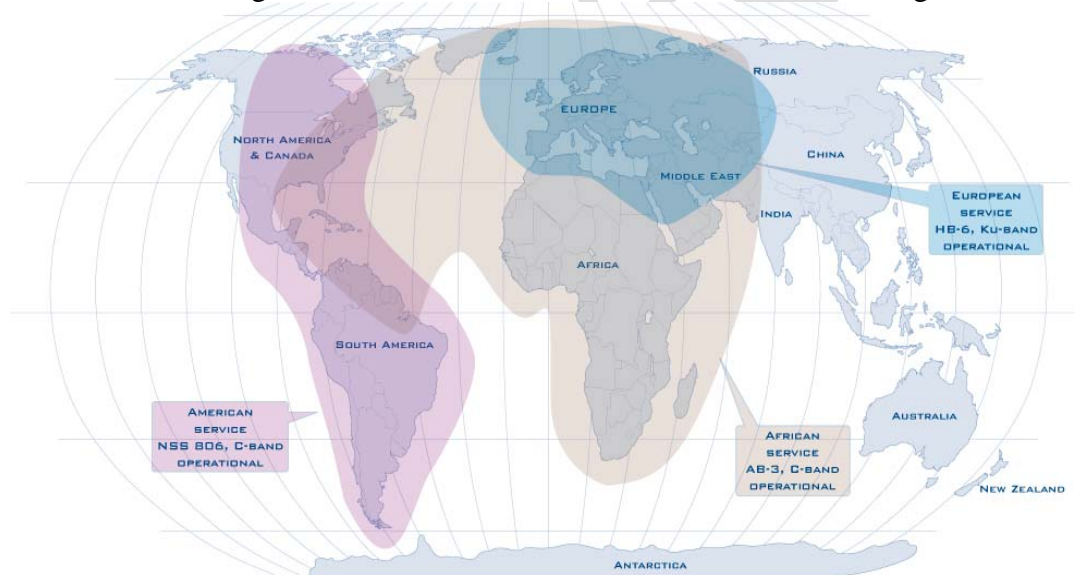 RUSSIA
EUROPE
NORTH AMERICA
& CANADA
CHINA
MIDDLE EAST
EUROPEAN
SERVICE
HB-6, KU-BAND
OPERATIONAL
INDIA
AFRICA
SOUTH AMERICA
AMERICAN
SERVICE
NSS 806, C-BAND
OPERATIONAL
AUSTRALIA
AFRICAN
SERVICE
AB-3, C-BAND
OPERATIONAL
NEW ZEALAND
ANTARCTICA